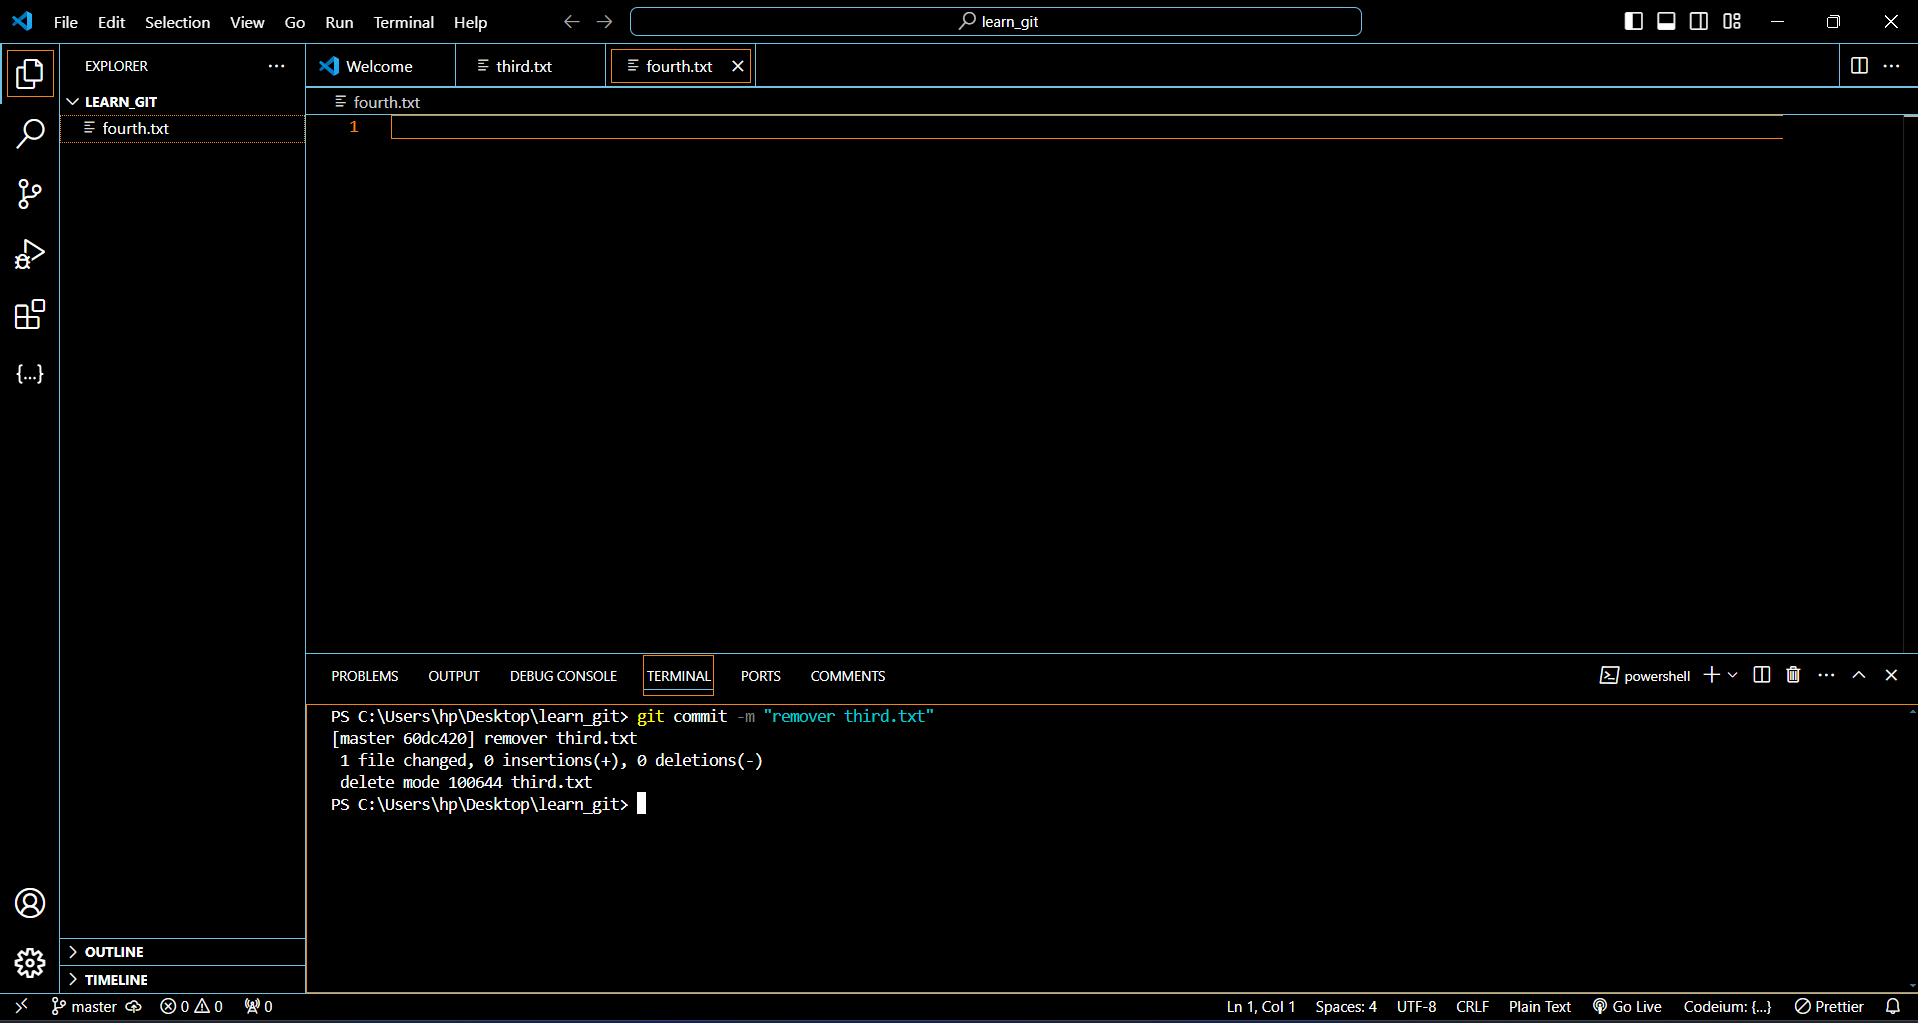 File Edit Selection View Go Run Terminal Help
learn_git
EXPLORER
Welcome
third.txt
fourth.txt
LEARN_GIT
fourth.txt
fourth.txt
1
PROBLEMS OUTPUT DEBUG CONSOLE TERMINAL PORTS COMMENTS
powershell
PS C:\Users\hp\Desktop\learn_git> git commit -m "remover third.txt"
[master 60dc420] remover third.txt
1 file changed, 0 insertions(+), 0 deletions(-)
delete mode 100644 third.txt
PS C:\Users\hp\Desktop\learn_git>
OUTLINE
TIMELINE
master 0 0 0
Ln 1, Col 1 Spaces: 4 UTF-8 CRLF Plain Text Go Live Codeium: {...} Prettier